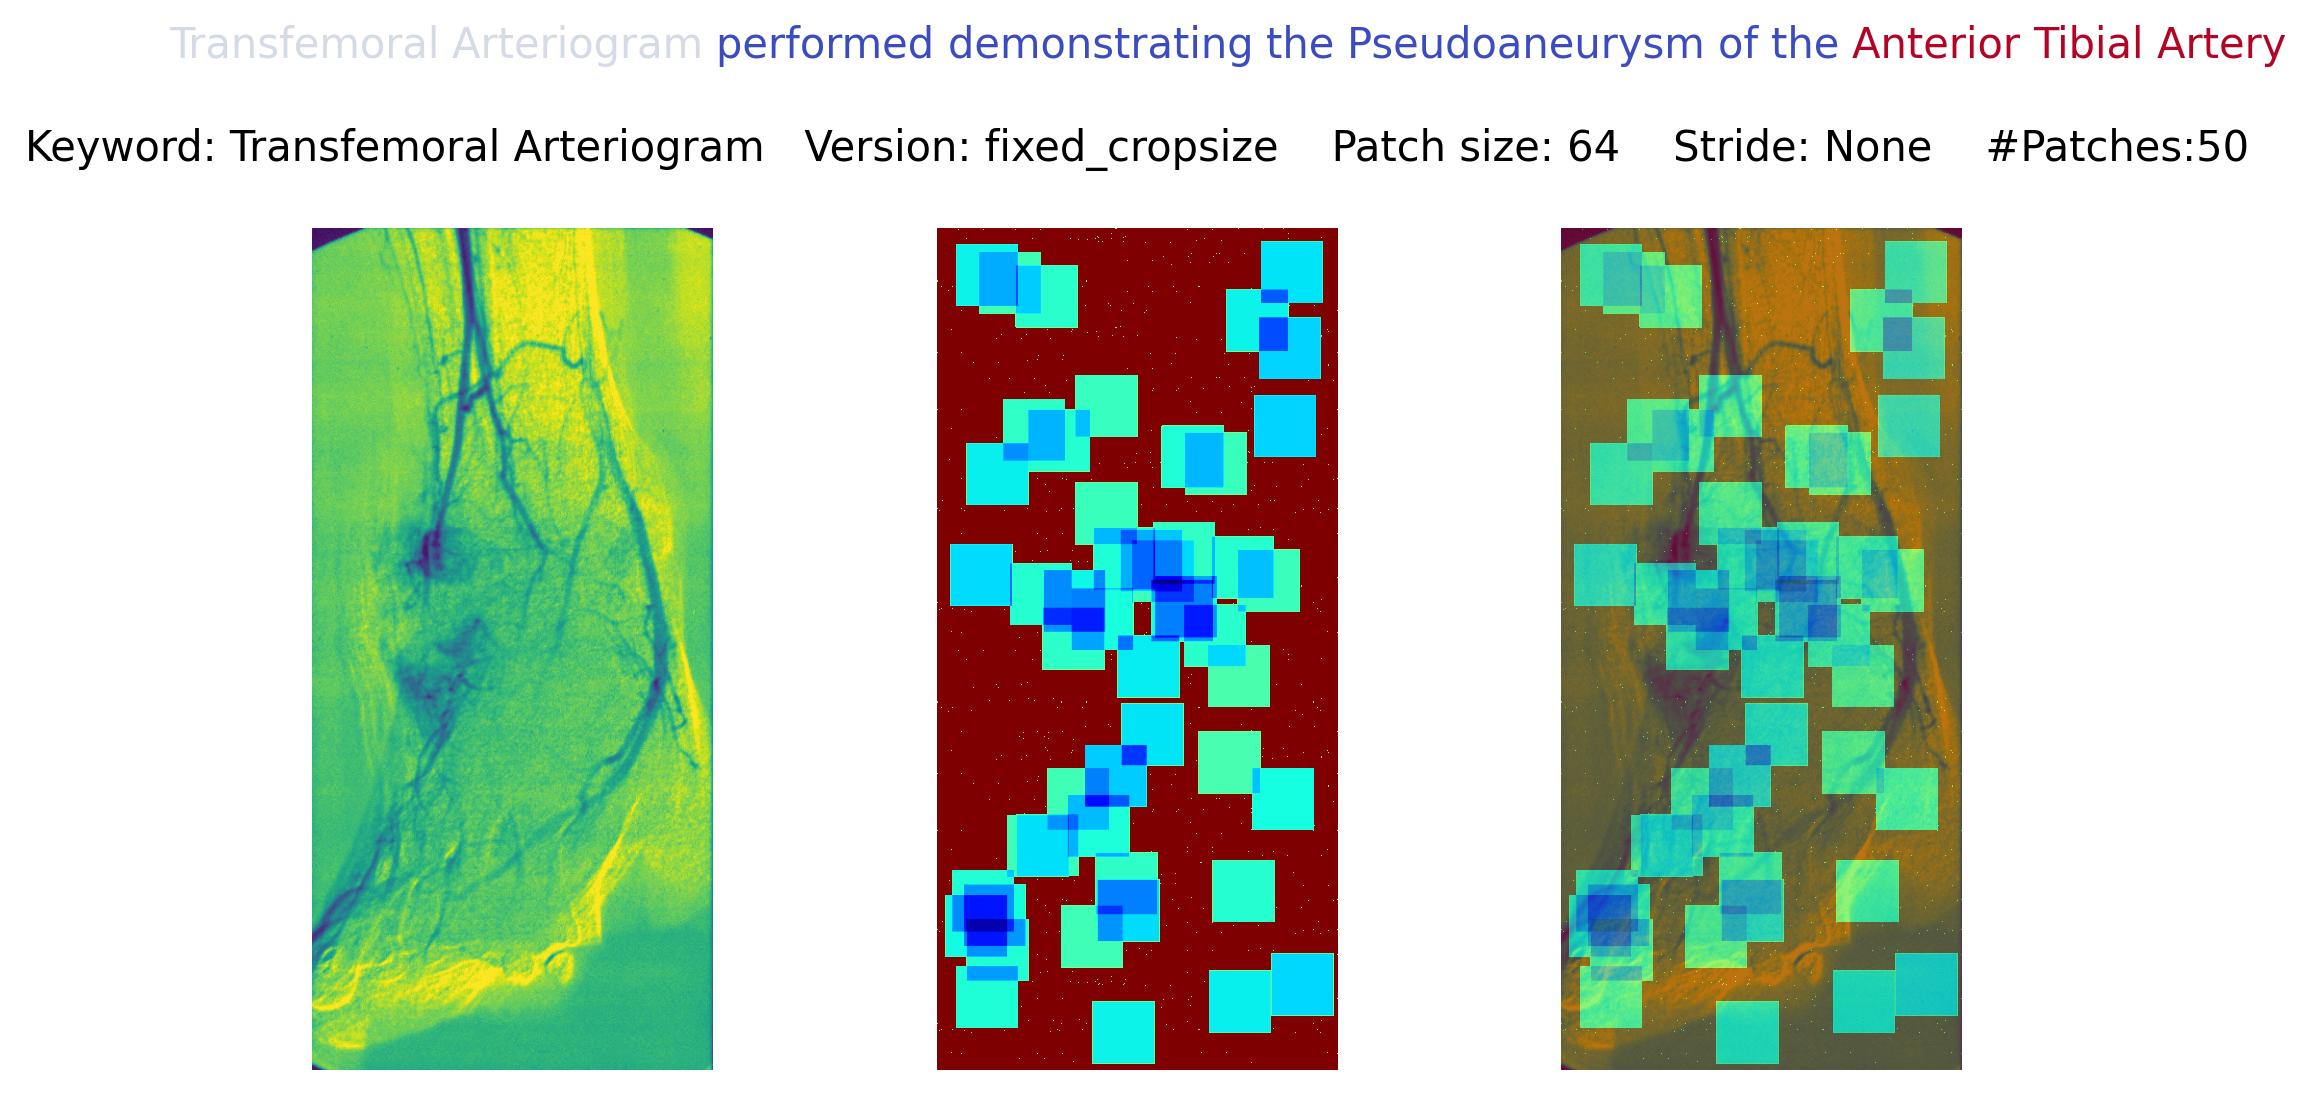 Transfemoral Arteriogram performed demonstrating the Pseudoaneurysm of the Anterior Tibial Artery
Keyword: Transfemoral Arteriogram Version: fixed_cropsize Patch size: 64 Stride: None #Patches:50